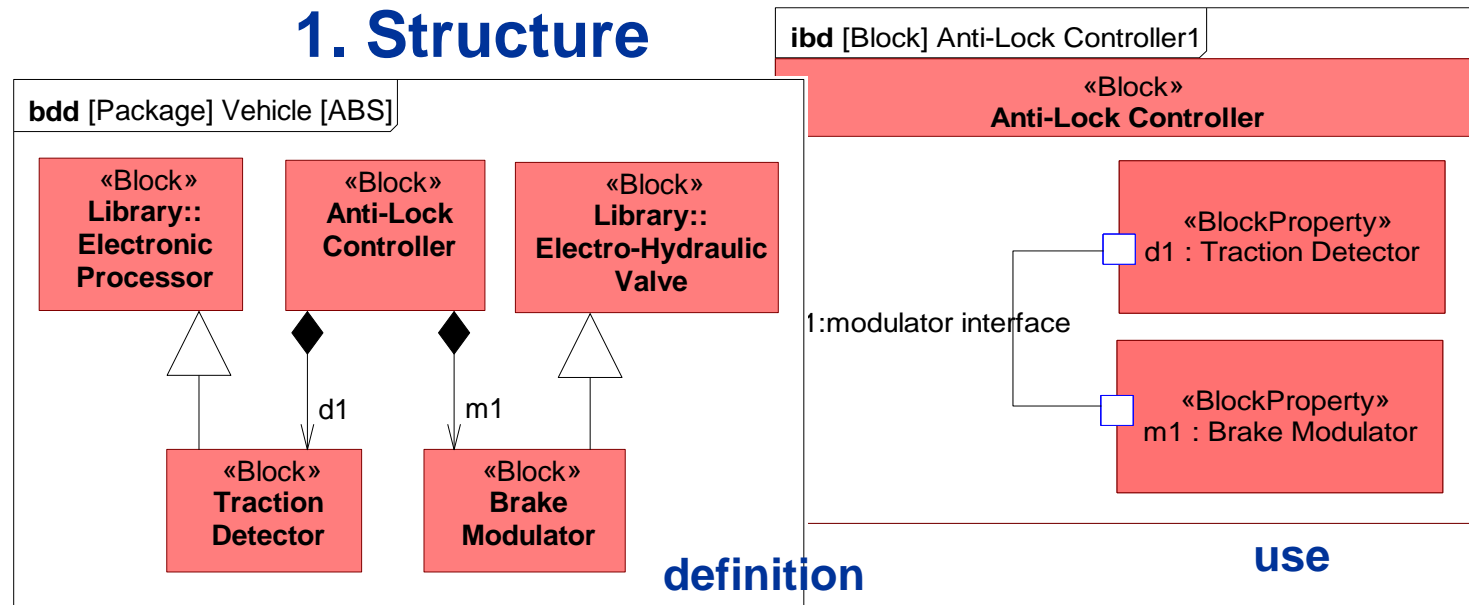 1. Structure
bdd [Package] Vehicle [ABS]
«Block»
Library::
Electronic
Processor
«Block»
Anti-Lock
Controller
«Block»
Library::
Electro-Hydraulic
Valve
d1
m1
«Block»
Traction
Detector
«Block»
Brake
Modulator
definition
ibd [Block] Anti-Lock Controller1
«Block»
Anti-Lock Controller
«BlockProperty»
d1 : Traction Detector
1:modulator interface
«BlockProperty»
m1 : Brake Modulator
use